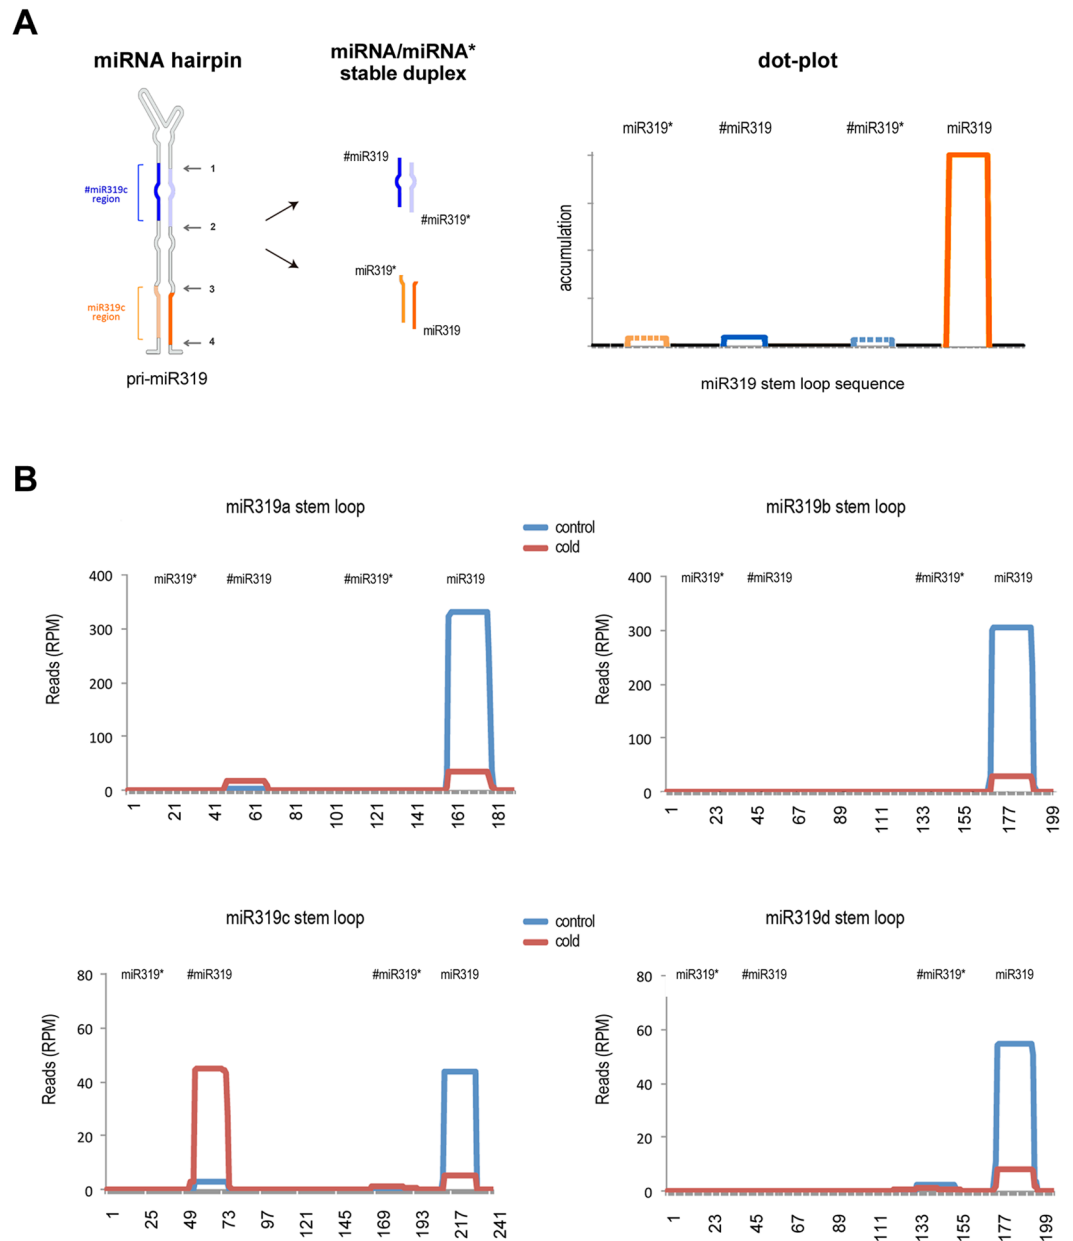 A
miRNA hairpin
miRNA/miRNA*
stable duplex
dot-plot
#miR319c
region
miR319c
region
1
2
3
4
pri-miR319
#miR319
#miR319*
miR319*
miR319
miR319* #miR319 #miR319* miR319
accumulation
miR319 stem loop sequence
B
miR319a stem loop
control
cold
miR319* #miR319 #miR319* miR319
Reads (RPM)
400
300
200
100
0
1 21 41 61 81 101 121 141 161 181
miR319b stem loop
miR319* #miR319 #miR319* miR319
Reads (RPM)
400
300
200
100
0
1 23 45 67 89 111 133 155 177 199
miR319c stem loop
control
cold
miR319* #miR319 #miR319* miR319
Reads (RPM)
80
60
40
20
0
1 25 49 73 97 121 145 169 193 217 241
miR319d stem loop
miR319* #miR319 #miR319* miR319
Reads (RPM)
80
60
40
20
0
1 23 45 67 89 111 133 155 177 199